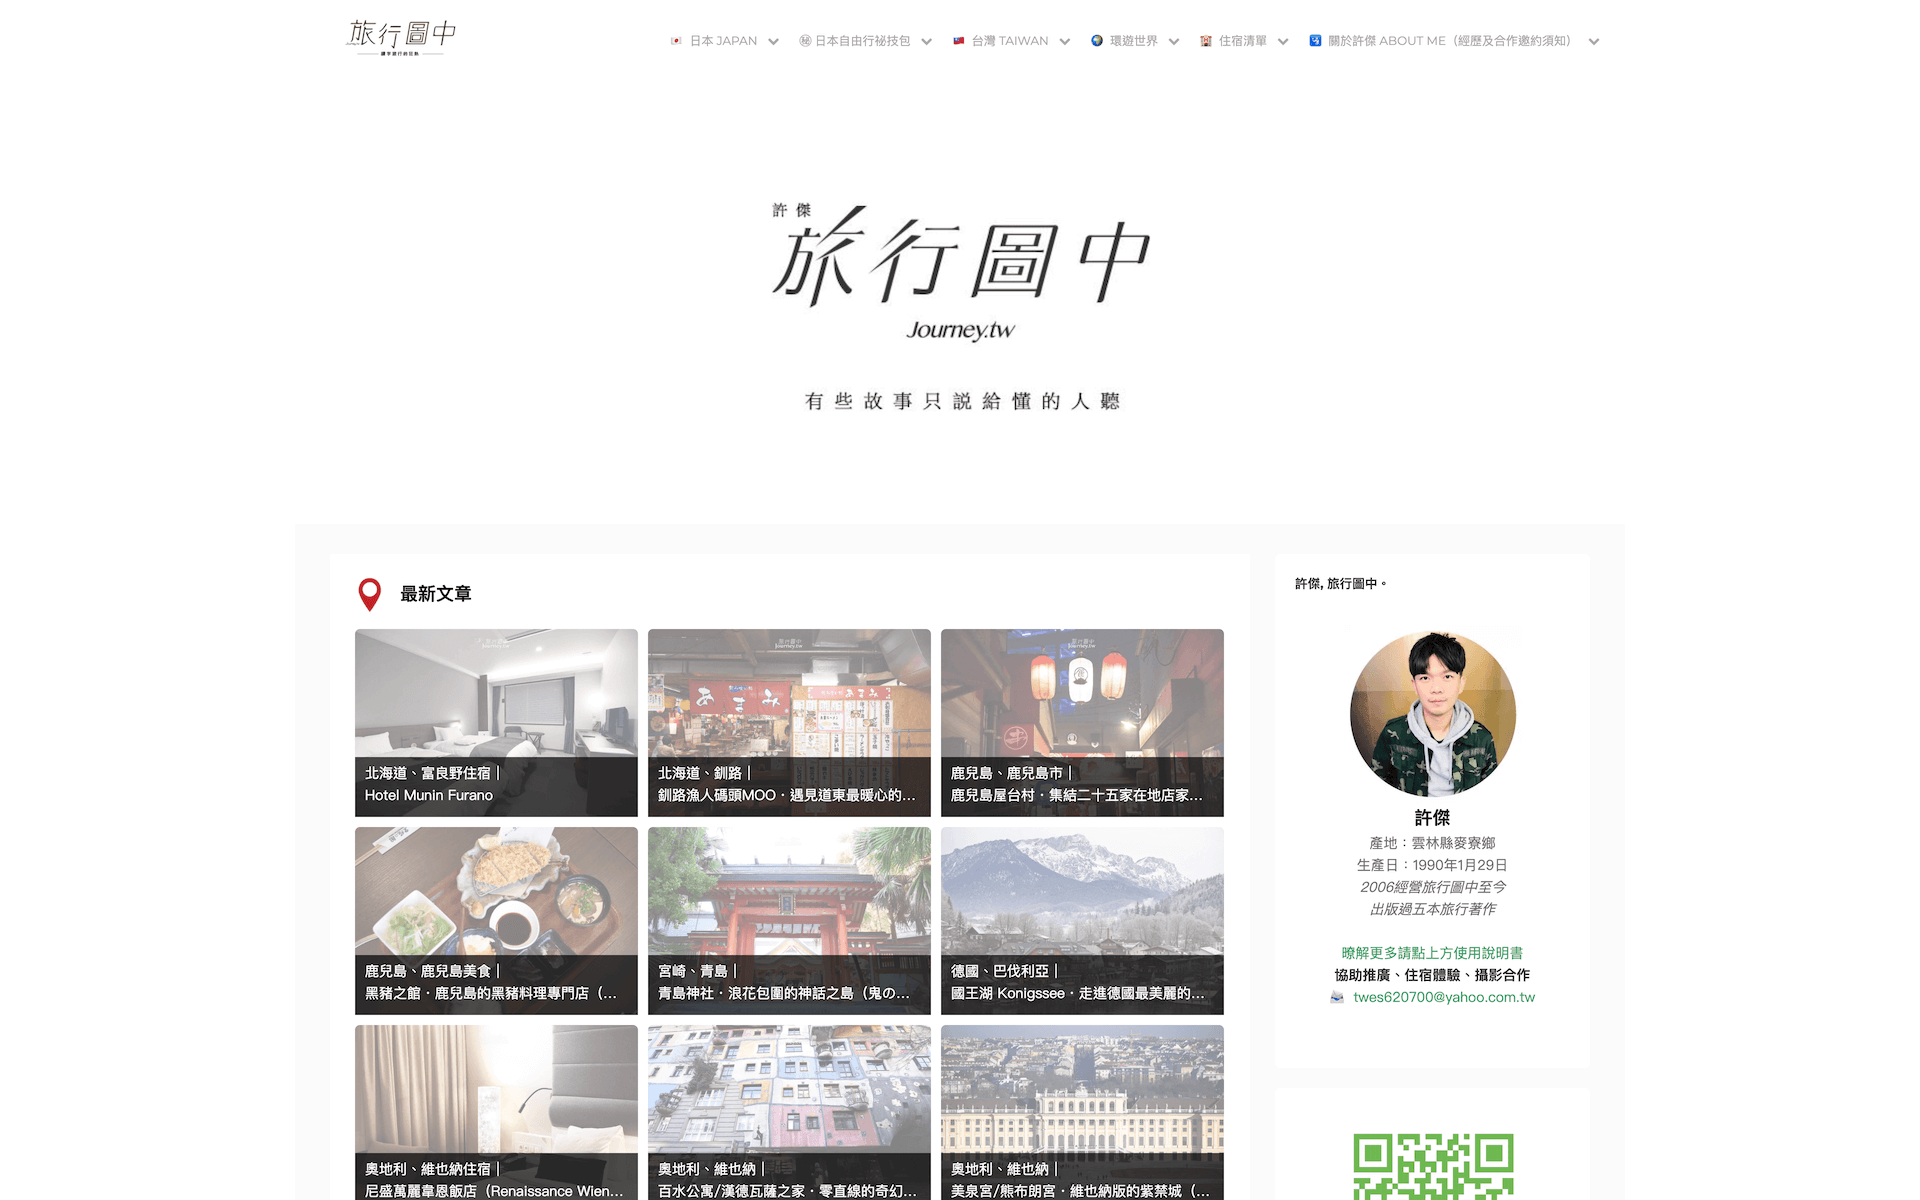 旅行圖中
日本 JAPAN
㊙ 日本自由行祕技包
台灣 TAIWAN
環遊世界
住宿清單
關於許傑 ABOUT ME（經歷及合作邀約須知）
許傑
旅行圖中
Journey.tw
有些故事只說給懂的人聽
最新文章
北海道、富良野住宿｜
Hotel Munin Furano
北海道、釧路｜
釧路漁人碼頭MOO．遇見道東最暖心的...
鹿兒島、鹿兒島市｜
鹿兒島屋台村．集結二十五家在地店家...
鹿兒島、鹿兒島美食｜
黑豬之館．鹿兒島的黑豬料理專門店（...
宮崎、青島｜
青島神社．浪花包圍的神話之島（鬼の...
德國、巴伐利亞｜
國王湖 Konigssee．走進德國最美麗的...
奧地利、維也納住宿｜
尼盛萬麗韋恩飯店（Renaissance Wien...
奧地利、維也納｜
百水公寓/漢德瓦薩之家．零直線的奇幻...
奧地利、維也納｜
美泉宮/熊布朗宮．維也納版的紫禁城（...
許傑, 旅行圖中。
許傑
產地：雲林縣麥寮鄉
生產日：1990年1月29日
2006經營旅行圖中至今
出版過五本旅行著作
暸解更多請點上方使用說明書
協助推廣、住宿體驗、攝影合作
twes620700@yahoo.com.tw